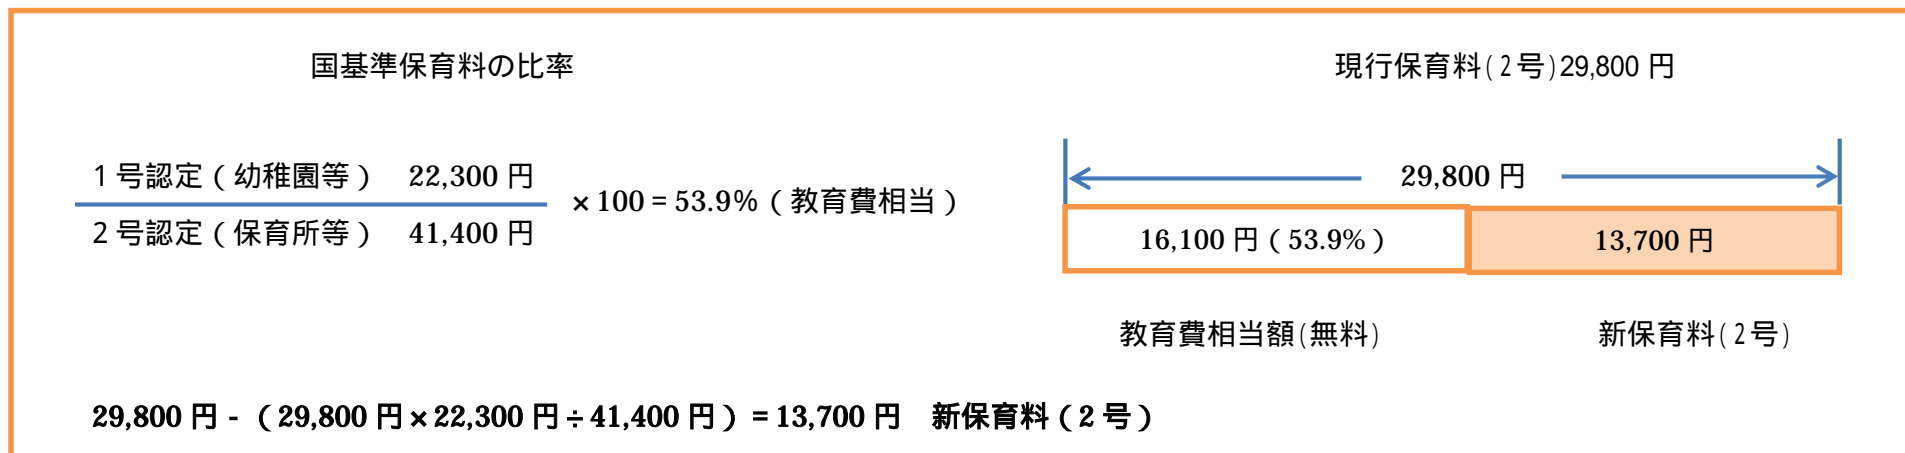 国基準保育料の比率
1号認定（幼稚園等） 22,300 円
2号認定（保育所等） 41,400 円
×100＝53.9％（教育費相当）
現行保育料(2号)29,800 円
29,800 円
16,100 円（53.9％）
13,700 円
教育費相当額(無料)
新保育料(2号)
29,800 円 - （29,800 円×22,300 円÷41,400 円）＝13,700 円 新保育料（2号）